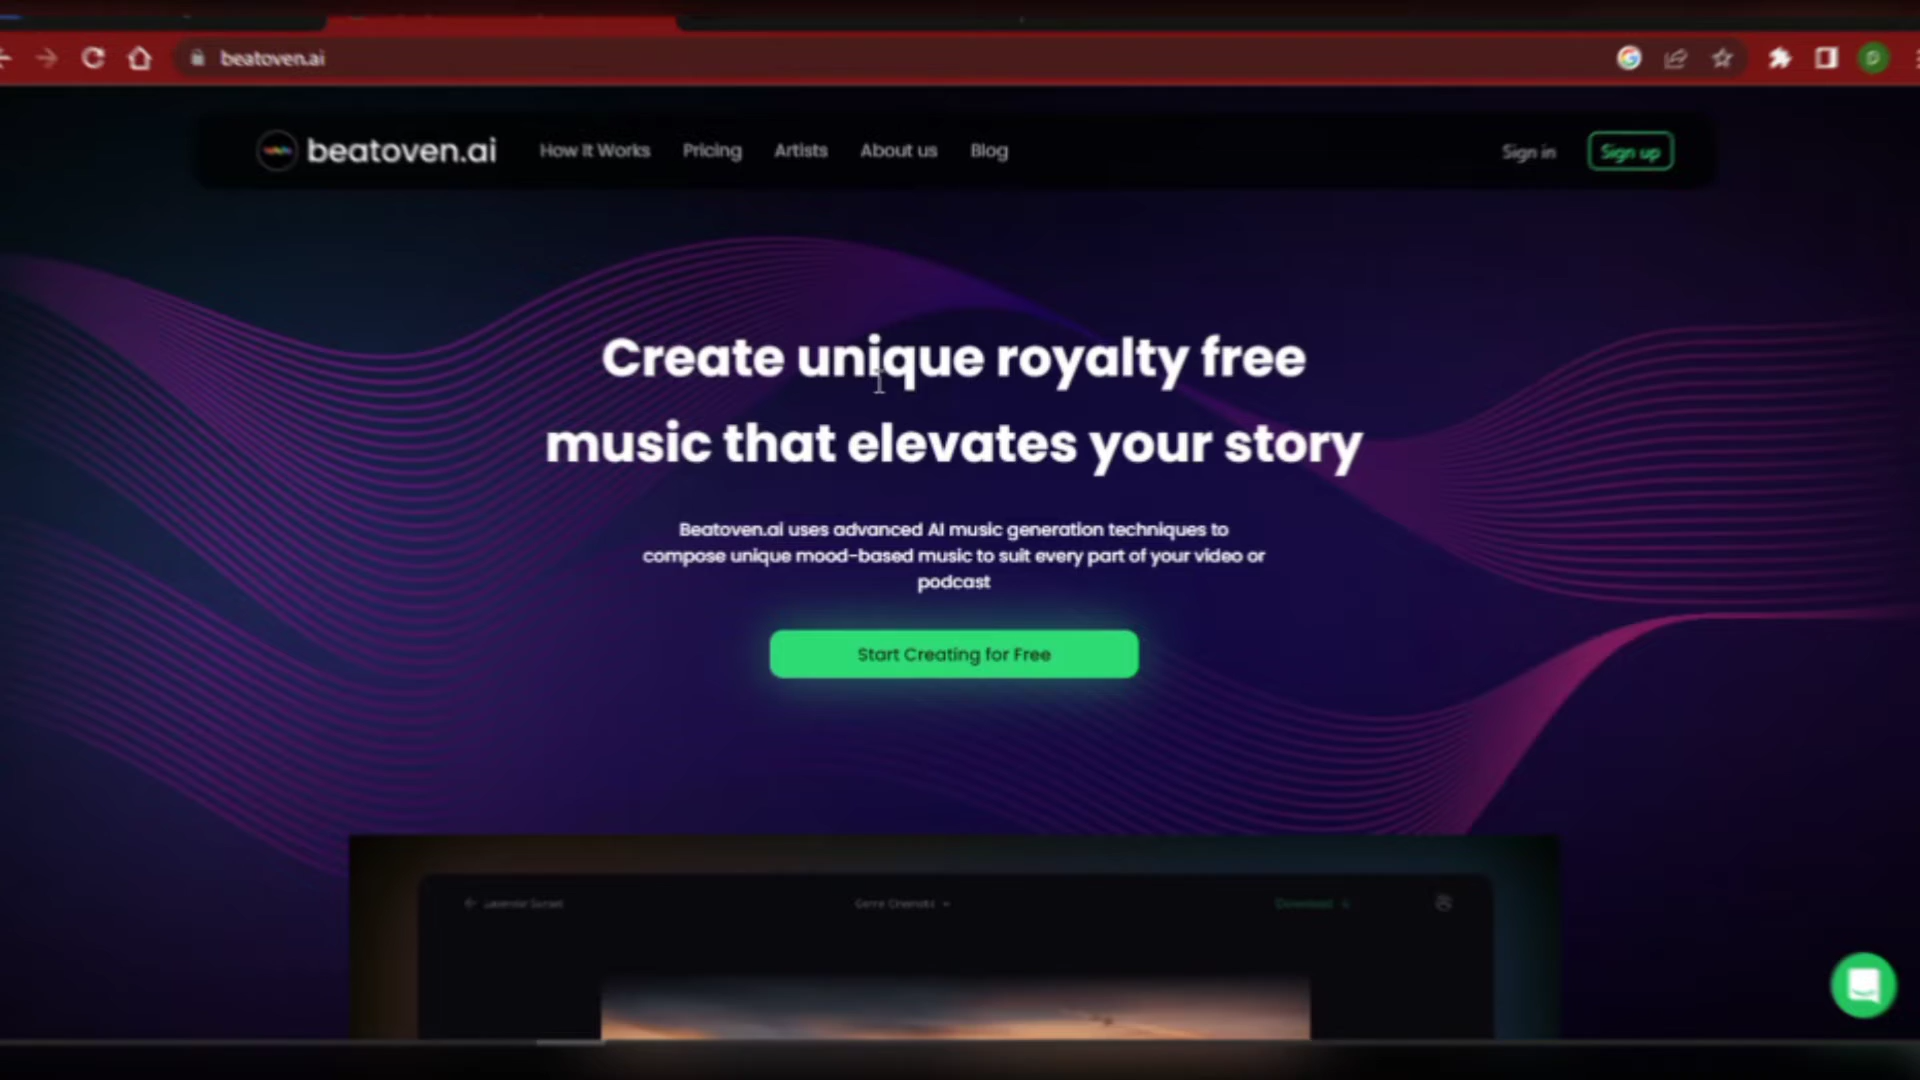 beatoven.ai
beatoven.ai How It Works Pricing Artists About us Blog Sign in Sign up
Create unique royalty free
music that elevates your story
Beatoven.ai uses advanced AI music generation techniques to
compose unique mood-based music to suit every part of your video or
podcast
Start Creating for Free
Download